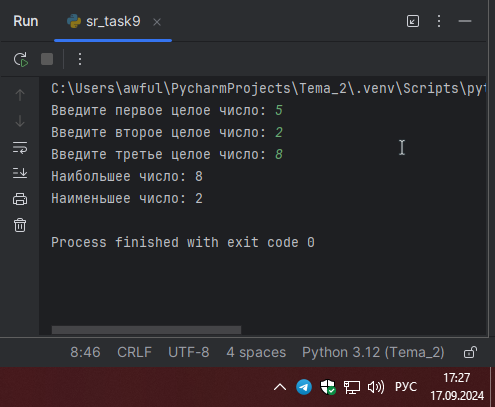 Run sr_task9
C:\Users\awful\PycharmProjects\Tema_2\.venv\Scripts\pyt
Введите первое целое число: 5
Введите второе целое число: 2
Введите третье целое число: 8
Наибольшее число: 8
Наименьшее число: 2
Process finished with exit code 0
8:46 CRLF UTF-8 4 spaces Python 3.12 (Tema_2)
РУС 17:27
17.09.2024